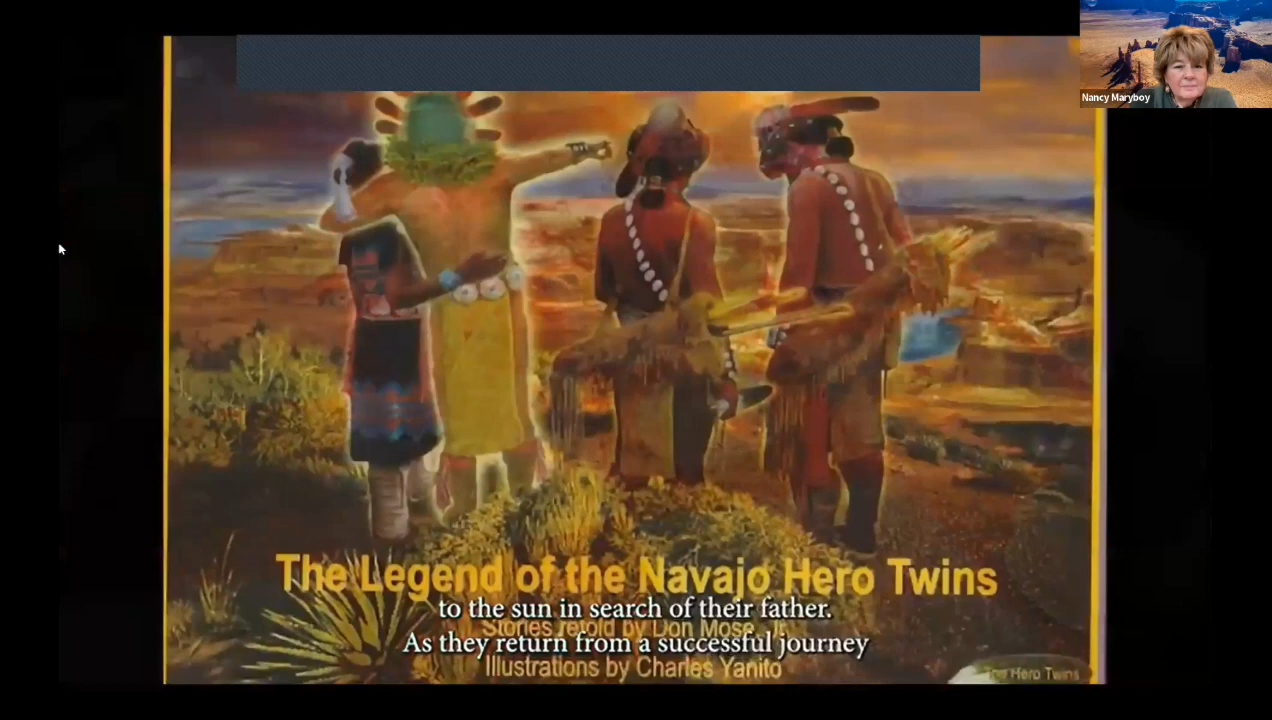 Nancy Maryboy
The Legend of the Navajo Hero Twins
to the sun in search of their father.
Stories retold by Don Mose, Jr.
As they return from a successful journey
Illustrations by Charles Yanito
The Hero Twins